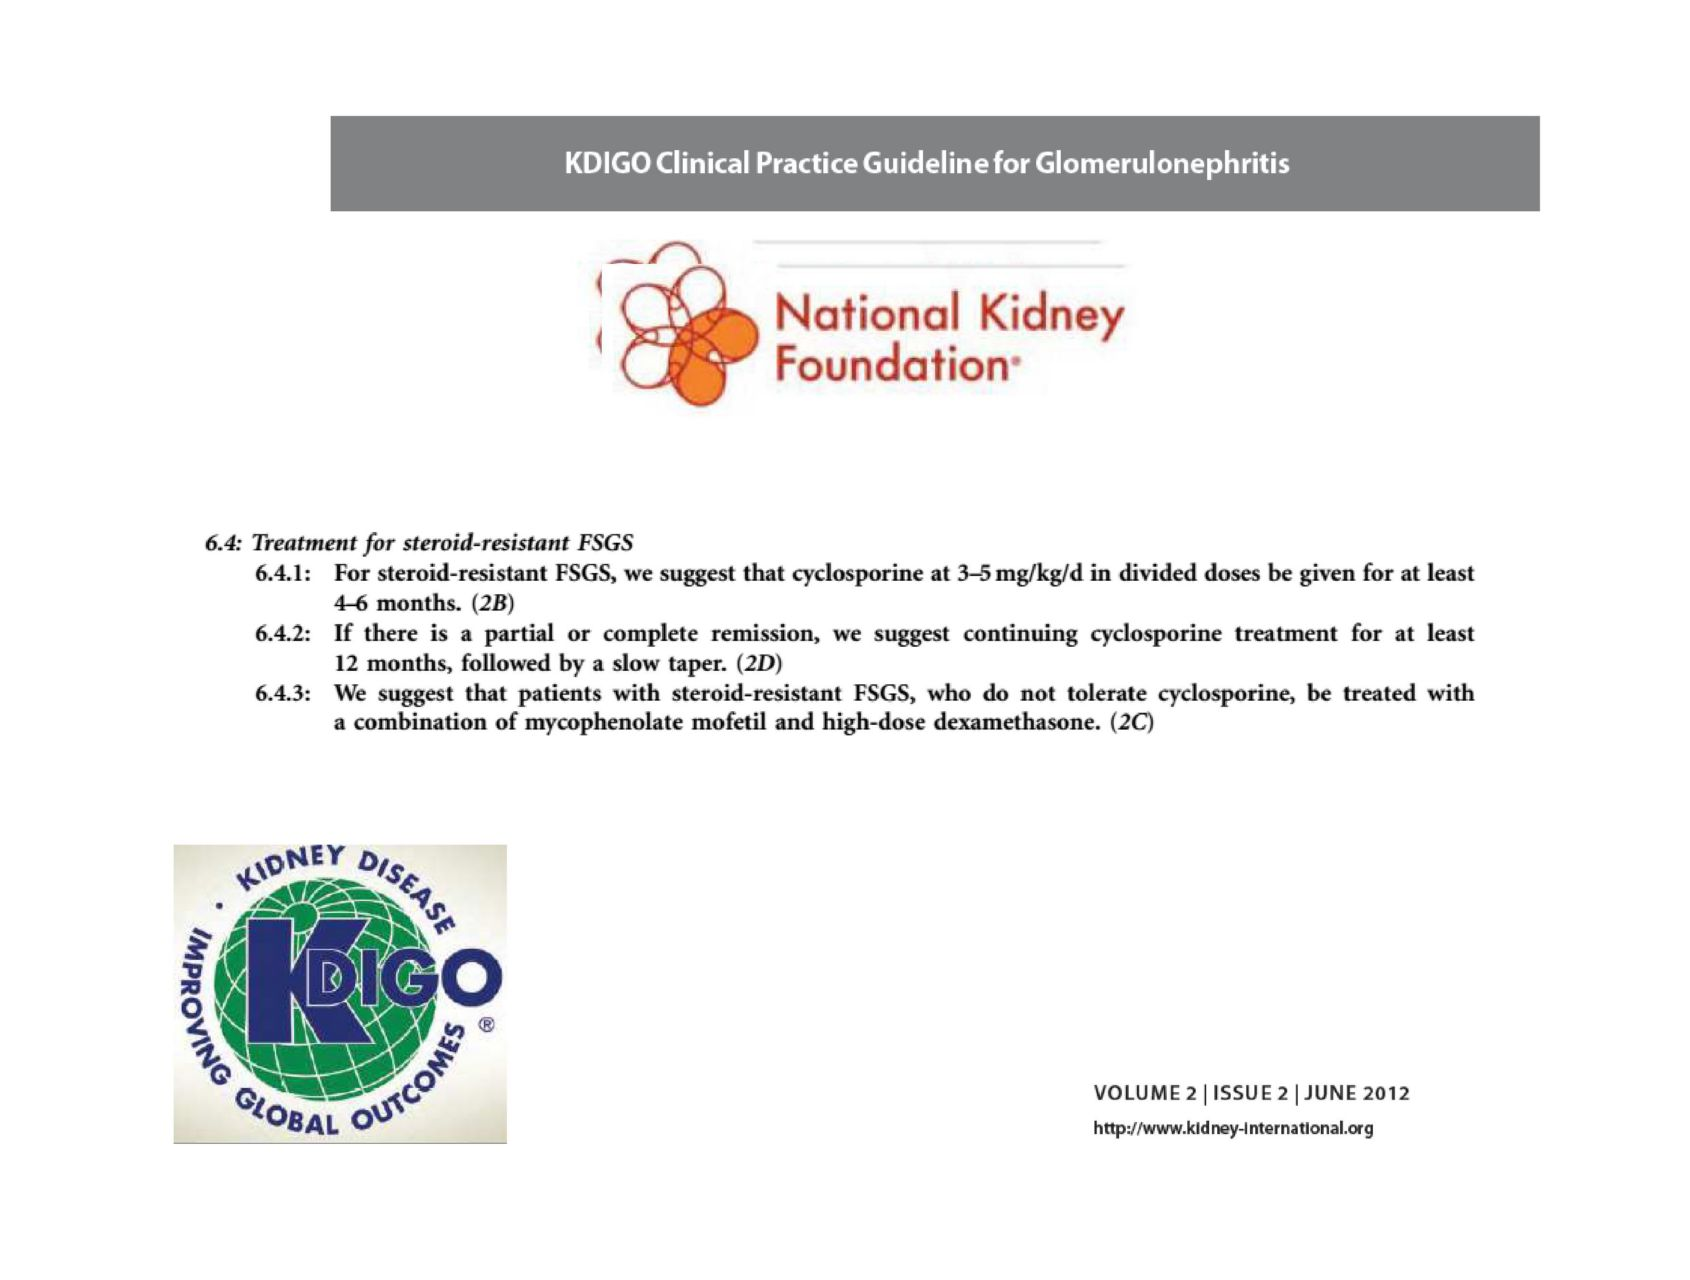 KDIGO Clinical Practice Guideline for Glomerulonephritis
National Kidney
Foundation®
6.4: Treatment for steroid-resistant FSGS
6.4.1: For steroid-resistant FSGS, we suggest that cyclosporine at 3–5 mg/kg/d in divided doses be given for at least
4–6 months. (2B)
6.4.2: If there is a partial or complete remission, we suggest continuing cyclosporine treatment for at least
12 months, followed by a slow taper. (2D)
6.4.3: We suggest that patients with steroid-resistant FSGS, who do not tolerate cyclosporine, be treated with
a combination of mycophenolate mofetil and high-dose dexamethasone. (2C)
· KIDNEY DISEASE
IMPROVING GLOBAL OUTCOMES
KDIGO
®
VOLUME 2 | ISSUE 2 | JUNE 2012
http://www.kidney-international.org